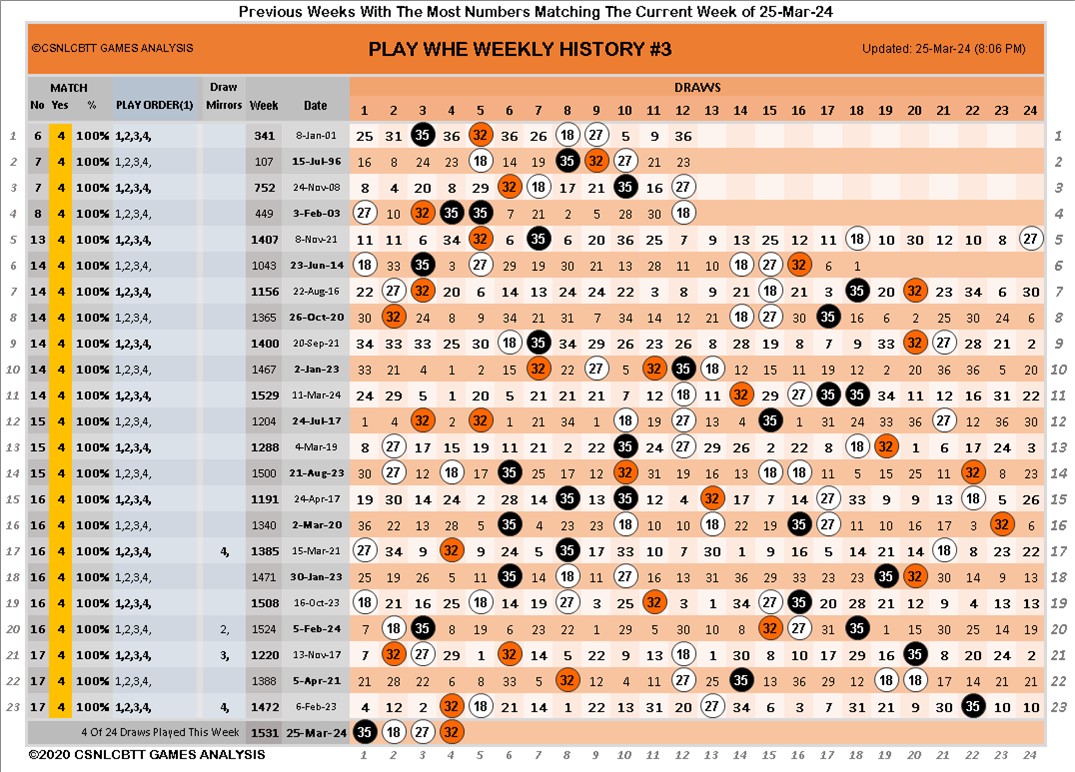 Previous Weeks With The Most Numbers Matching The Current Week of 25-Mar-24
©CSNLCBTT GAMES ANALYSIS PLAY WHE WEEKLY HISTORY #3 Updated: 25-Mar-24 (8:06 PM)
MATCH Draw DRAWS
No Yes % PLAY ORDER(1) Mirrors Week Date 1 2 3 4 5 6 7 8 9 10 11 12 13 14 15 16 17 18 19 20 21 22 23 24
1 6 4 100% 1,2,3,4, 341 8-Jan-01 25 31 35 36 32 36 26 18 27 5 9 36 1
2 7 4 100% 1,2,3,4, 107 15-Jul-96 16 8 24 23 18 14 19 35 32 27 21 23 2
3 7 4 100% 1,2,3,4, 752 24-Nov-08 8 4 20 8 29 32 18 17 21 35 16 27 3
4 8 4 100% 1,2,3,4, 449 3-Feb-03 27 10 32 35 35 7 21 2 5 28 30 18 4
5 13 4 100% 1,2,3,4, 1407 8-Nov-21 11 11 6 34 32 6 35 6 20 36 25 7 9 13 25 12 11 18 10 30 12 10 8 27 5
6 14 4 100% 1,2,3,4, 1043 23-Jun-14 18 33 35 3 27 29 19 30 21 13 28 11 10 18 27 32 6 1 6
7 14 4 100% 1,2,3,4, 1156 22-Aug-16 22 27 32 20 6 14 13 24 24 22 3 8 9 21 18 21 3 35 20 32 23 34 6 30 7
8 14 4 100% 1,2,3,4, 1365 26-Oct-20 22 32 24 8 9 34 21 31 7 34 14 12 21 18 27 30 35 16 6 2 25 30 24 6 8
9 14 4 100% 1,2,3,4, 1400 20-Sep-21 34 33 33 25 30 18 35 34 29 26 23 26 8 28 19 8 7 9 33 32 27 28 21 2 9
10 14 4 100% 1,2,3,4, 1467 2-Jan-23 33 21 4 1 2 15 32 22 27 5 32 35 18 12 15 11 19 12 2 20 36 36 5 20 10
11 14 4 100% 1,2,3,4, 1529 11-Mar-24 24 29 5 1 20 5 21 21 21 7 12 18 11 32 29 27 35 35 34 11 12 16 31 22 11
12 15 4 100% 1,2,3,4, 1204 24-Jul-17 1 4 32 2 32 1 21 34 1 18 12 27 13 4 35 1 31 24 33 36 27 12 36 36 12
13 15 4 100% 1,2,3,4, 1288 4-Mar-19 8 27 17 15 19 11 21 2 22 35 24 27 29 26 2 22 8 18 32 1 6 17 24 3 13
14 15 4 100% 1,2,3,4, 1500 21-Aug-23 30 27 12 18 17 35 25 17 12 32 31 19 16 13 18 18 11 5 14 15 26 32 8 23 14
15 16 4 100% 1,2,3,4, 1191 24-Apr-17 19 30 14 24 2 28 14 35 13 35 12 4 32 17 7 14 27 33 9 9 13 18 5 26 15
16 16 4 100% 1,2,3,4, 1340 2-Mar-20 36 22 13 28 5 35 4 23 23 18 10 10 18 22 19 35 27 11 10 16 17 3 32 6 16
17 16 4 100% 1,2,3,4, 4, 1385 15-Mar-21 27 34 9 32 9 24 5 35 17 33 10 7 30 1 9 16 5 14 21 14 18 8 23 22 17
18 16 4 100% 1,2,3,4, 1471 30-Jan-23 25 19 26 5 11 35 14 18 11 27 16 13 31 36 29 33 23 23 35 32 30 14 9 13 18
19 16 4 100% 1,2,3,4, 1508 16-Oct-23 18 21 16 25 18 14 19 27 3 25 32 3 1 34 27 35 20 28 21 12 9 4 13 13 19
20 16 4 100% 1,2,3,4, 2, 1524 5-Feb-24 7 18 35 8 19 6 23 22 1 29 5 30 10 8 32 27 31 35 1 15 30 25 14 5 20
21 17 4 100% 1,2,3,4, 3, 1220 13-Nov-17 7 32 27 29 1 32 14 5 22 9 13 18 1 30 8 10 17 29 16 35 8 20 24 2 21
22 17 4 100% 1,2,3,4, 1388 5-Apr-21 21 28 22 6 8 33 5 32 12 4 11 27 25 35 13 36 11 29 18 18 17 14 21 21 22
23 17 4 100% 1,2,3,4, 4, 1472 6-Feb-23 4 12 2 32 18 21 14 1 22 13 31 20 27 34 6 3 7 31 21 9 30 35 10 10 23
4 Of 24 Draws Played This Week 1531 25-Mar-24 35 18 27 32
©2020 CSNLCBTT GAMES ANALYSIS 1 2 3 4 5 6 7 8 9 10 11 12 13 14 15 16 17 18 19 20 21 22 23 24